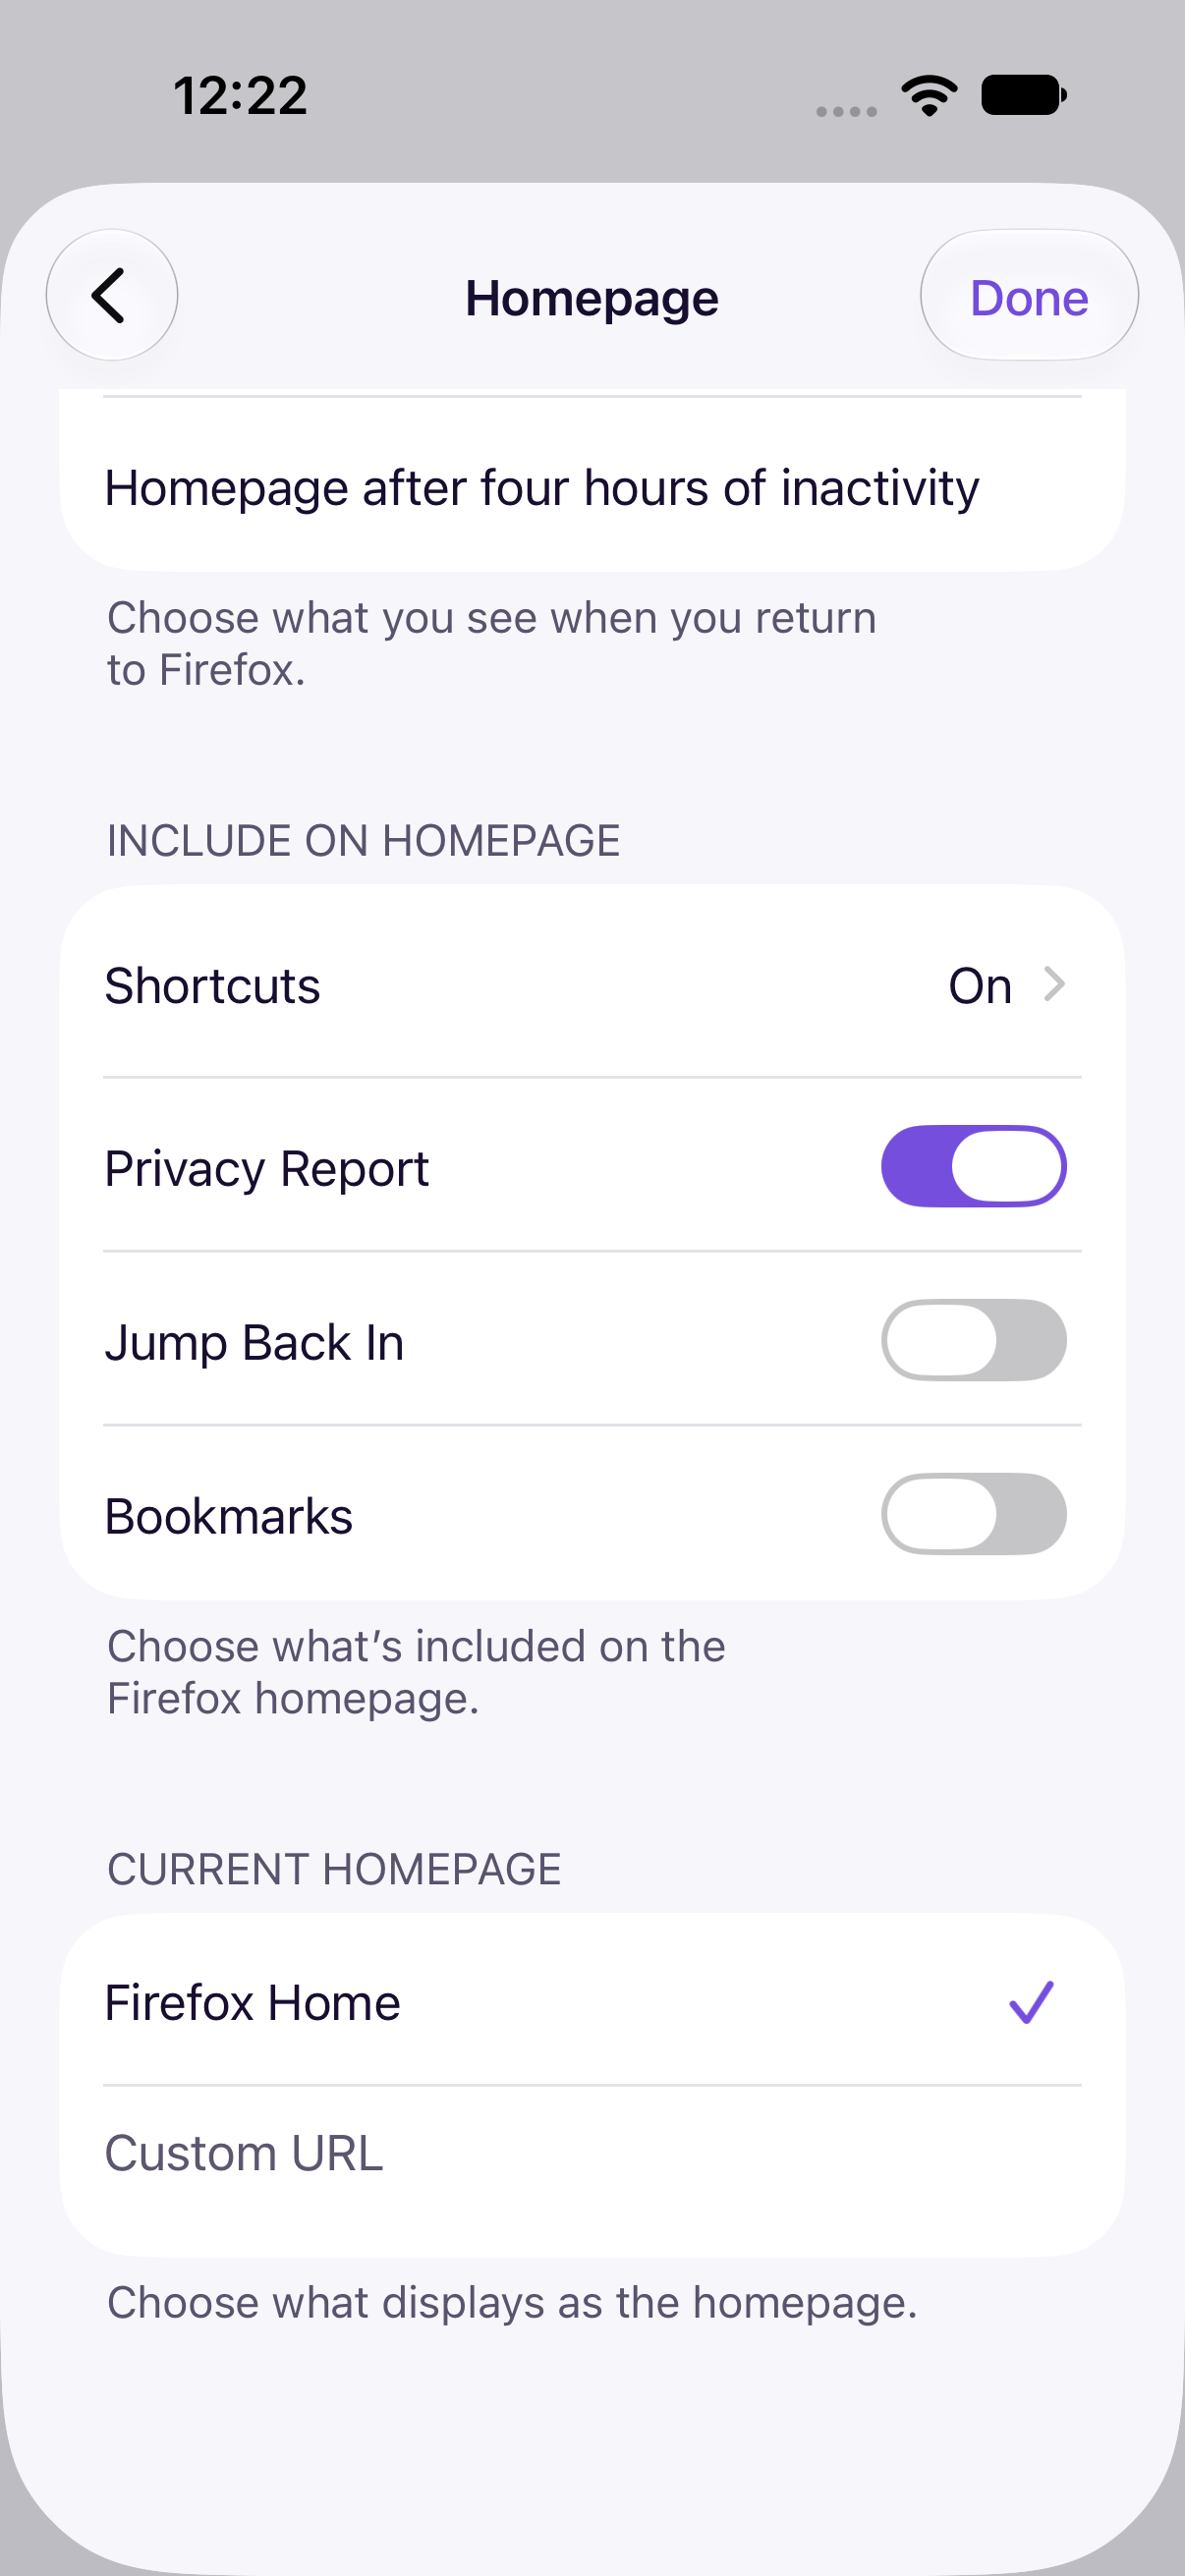 12:22
Homepage
Done
Homepage after four hours of inactivity
Choose what you see when you return
to Firefox.
INCLUDE ON HOMEPAGE
Shortcuts
On
Privacy Report
Jump Back In
Bookmarks
Choose what’s included on the
Firefox homepage.
CURRENT HOMEPAGE
Firefox Home
Custom URL
Choose what displays as the homepage.